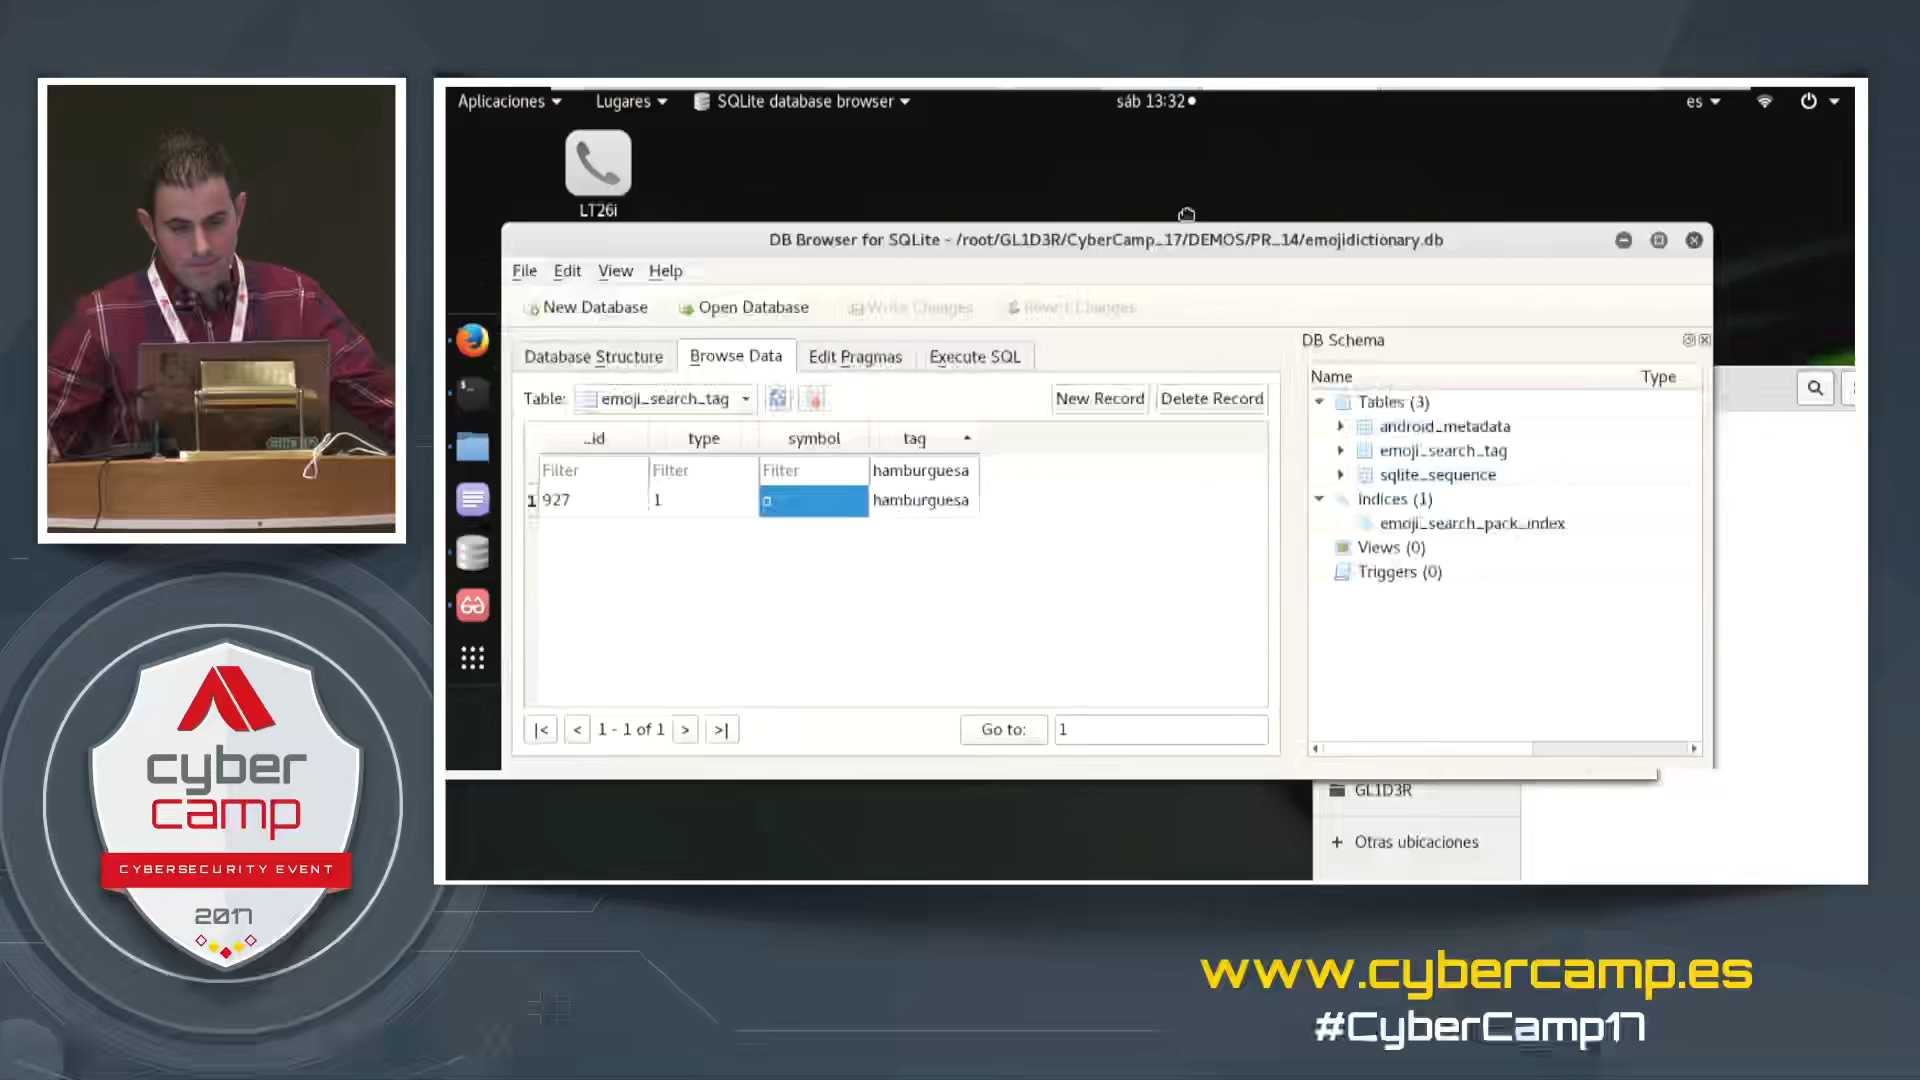 Aplicaciones Lugares SQLite database browser sáb 13:32 es
LT26i
DB Browser for SQLite - /root/GL1D3R/CyberCamp_17/DEMOS/PR_14/emojidictionary.db
File Edit View Help
New Database Open Database Write Changes Revert Changes
Database Structure Browse Data Edit Pragmas Execute SQL
Table: emoji_search_tag New Record Delete Record
_id type symbol tag
Filter Filter Filter hamburguesa
1 927 1 hamburguesa
|< < 1 - 1 of 1 > >| Go to: 1
DB Schema
Name Type
Tables (3)
android_metadata
emoji_search_tag
sqlite_sequence
Indices (1)
emoji_search_pack_index
Views (0)
Triggers (0)
GL1D3R
+ Otras ubicaciones
cyber
camp
CYBERSECURITY EVENT
2017
www.cybercamp.es
#CyberCamp17